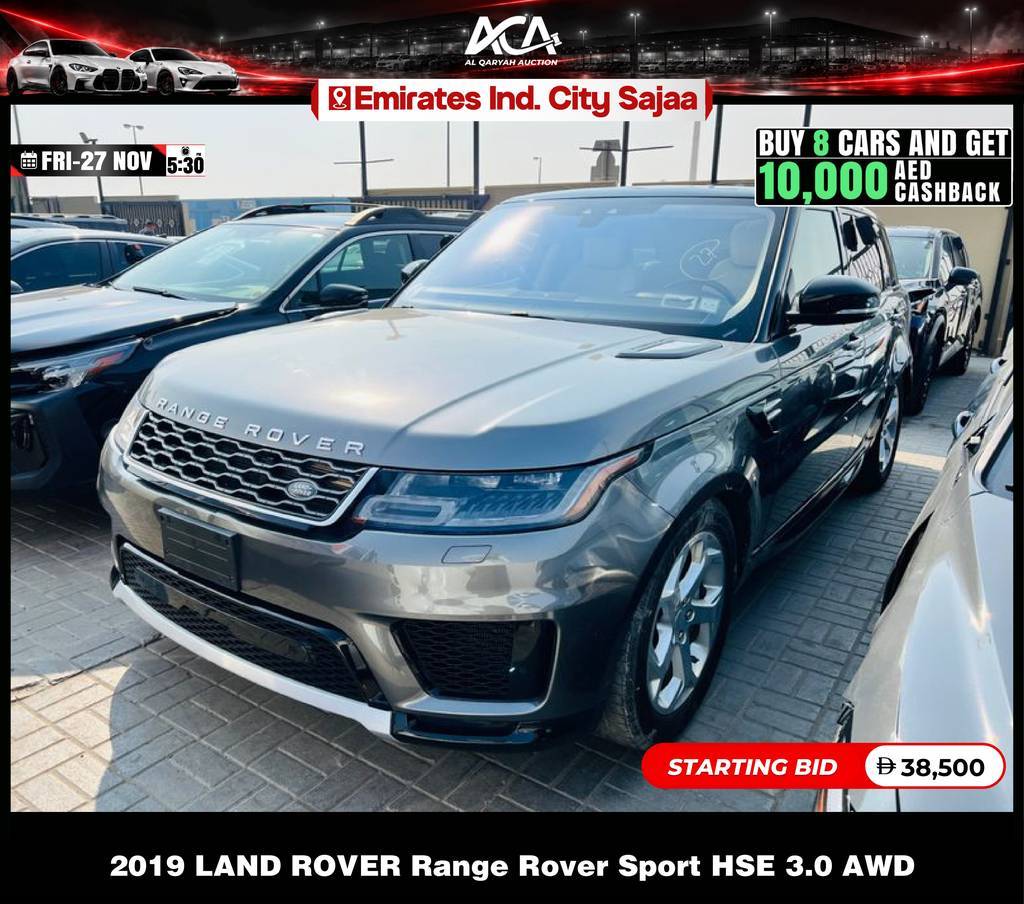 ACA
AL QARYAH AUCTION
Emirates Ind. City Sajaa
FRI-27 NOV 5:30
BUY 8 CARS AND GET
10,000 AED CASHBACK
27
RANGE ROVER
STARTING BID 38,500
2019 LAND ROVER Range Rover Sport HSE 3.0 AWD